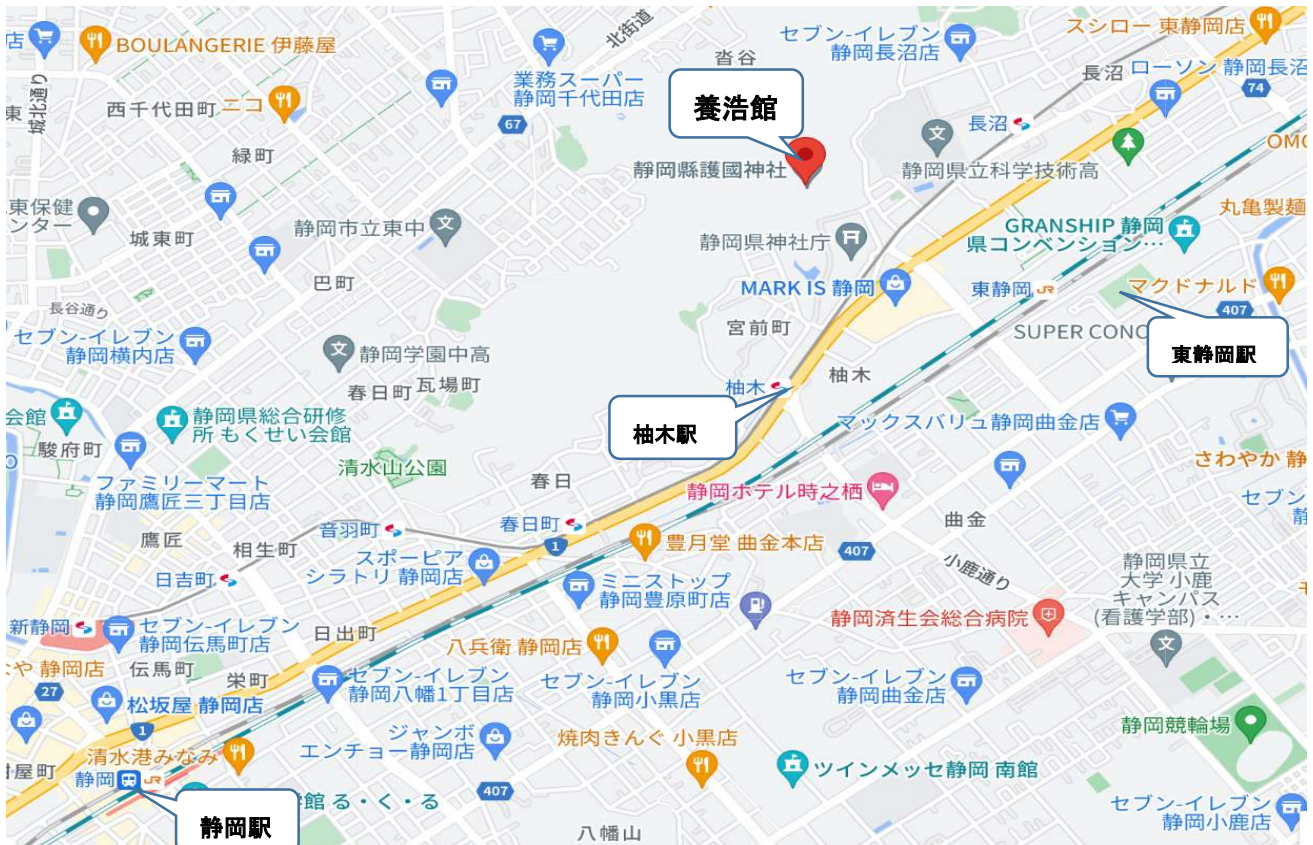 店
BOULANGERIE 伊藤屋
城北通り
東
西千代田町
ニコ
緑町
北街道
業務スーパー
静岡千代田店
67
沓谷
養浩館
靜岡縣護國神社
セブン-イレブン
静岡長沼店
スシロー 東静岡店
長沼
ローソン 静岡長沼
74
長沼
静岡県立科学技術高
OMO
丸亀製麺
東保健
ンター
城東町
静岡市立東中
巴町
静岡県神社庁
GRANSHIP 静岡
県コンベンション…
MARK IS 静岡
東静岡 JR
マクドナルド
407
SUPER CONC
東静岡駅
宮前町
長谷通り
セブン-イレブン
静岡横内店
静岡学園中高
春日町
瓦場町
柚木
柚木
柚木駅
マックスバリュ静岡曲金店
会館
静岡県総合研修
所 もくせい会館
駿府町
清水山公園
ファミリーマート
静岡鷹匠三丁目店
春日
静岡ホテル時之栖
さわやか 静
セブン
静
曲金
鷹匠
相生町
音羽町
春日町
1
豊月堂 曲金本店
407
小鹿通り
静岡県立
大学 小鹿
キャンパス
(看護学部)・…
スポーピア
シラトリ 静岡店
日吉町
ミニストップ
静岡豊原町店
静岡済生会総合病院
新静岡
セブン-イレブン
静岡伝馬町店
日出町
八兵衛 静岡店
や 静岡店
伝馬町
栄町
27
セブン-イレブン
静岡八幡1丁目店
セブン-イレブン
静岡小黒店
セブン-イレブン
静岡曲金店
松坂屋 静岡店
1
ジャンボ
エンチョー静岡店
焼肉きんぐ 小黒店
静岡競輪場
清水港みなみ
屋町
静岡 JR
館 る・く・る
407
ツインメッセ静岡 南館
静岡駅
八幡山
セブン-イレブン
静岡小鹿店